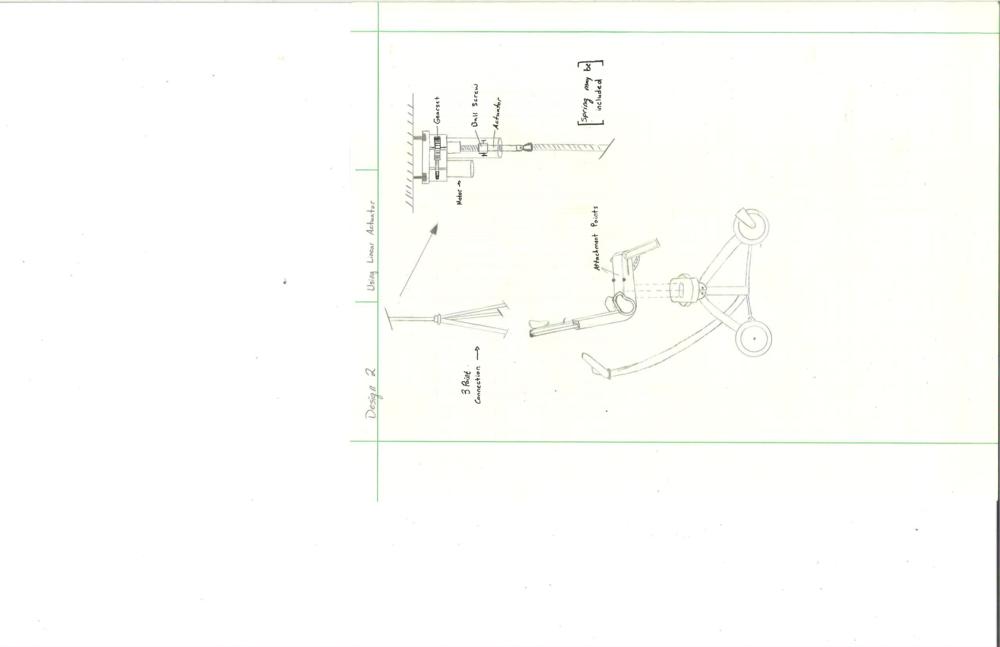 Design 2
Using Linear Actuator
3 Point
Connection →
Gearset
Motor →
Ball Screw
Actuator
[Spring may be
included]
Attachment Points